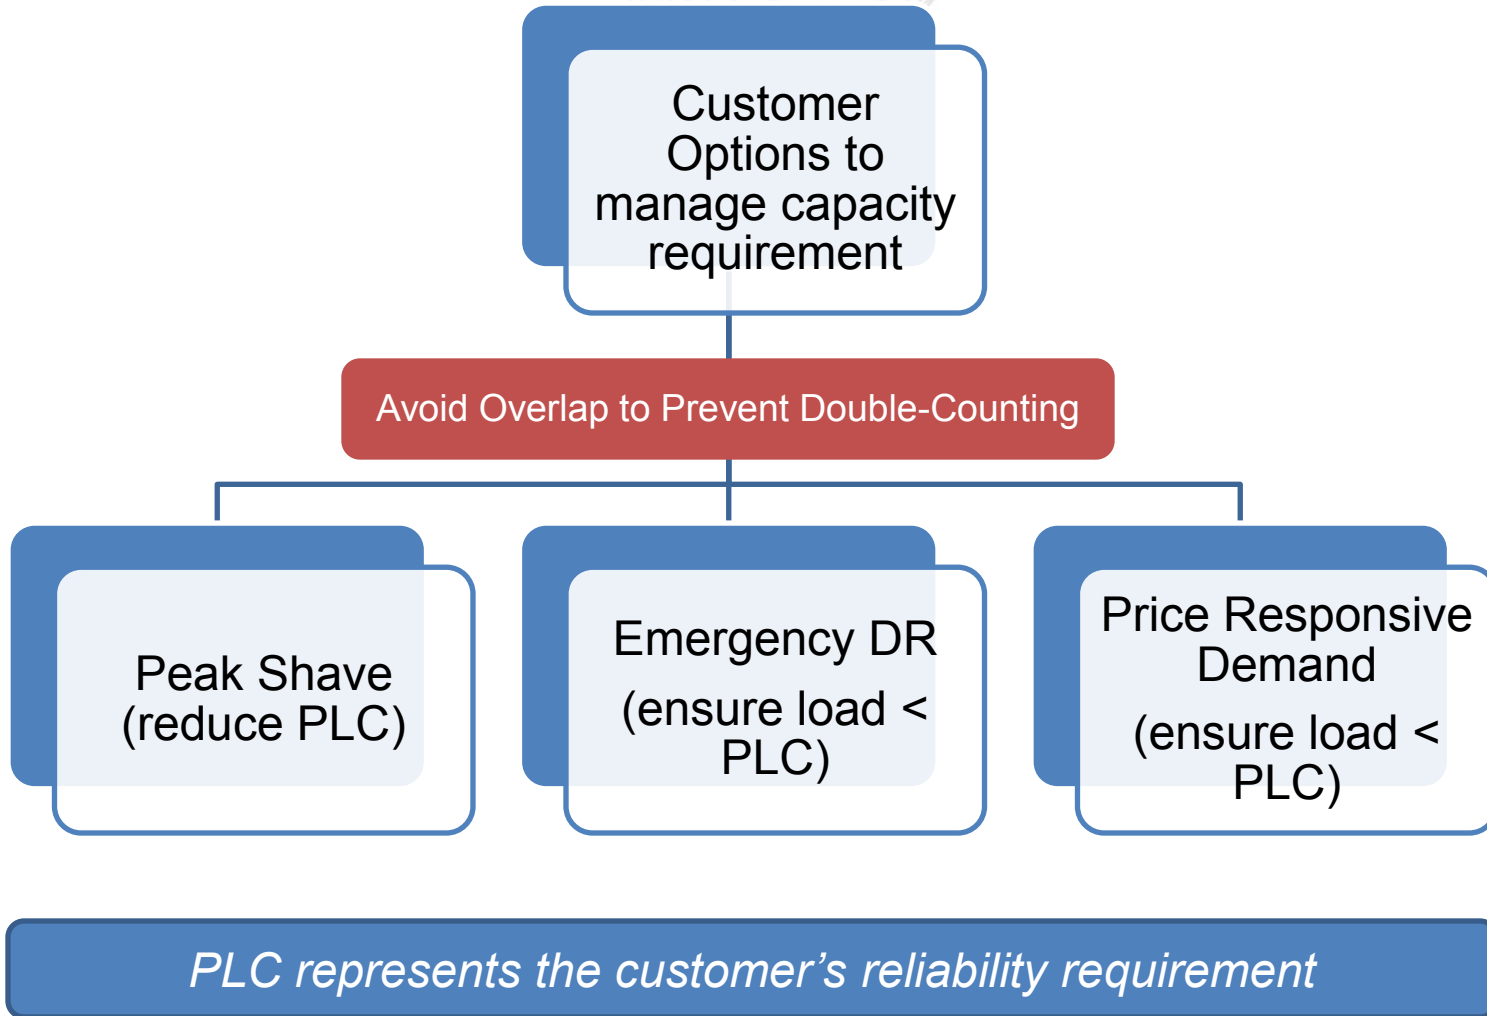 Customer
Options to
manage capacity
requirement
Avoid Overlap to Prevent Double-Counting
Peak Shave
(reduce PLC)
Emergency DR
(ensure load <
PLC)
Price Responsive
Demand
(ensure load <
PLC)
PLC represents the customer’s reliability requirement